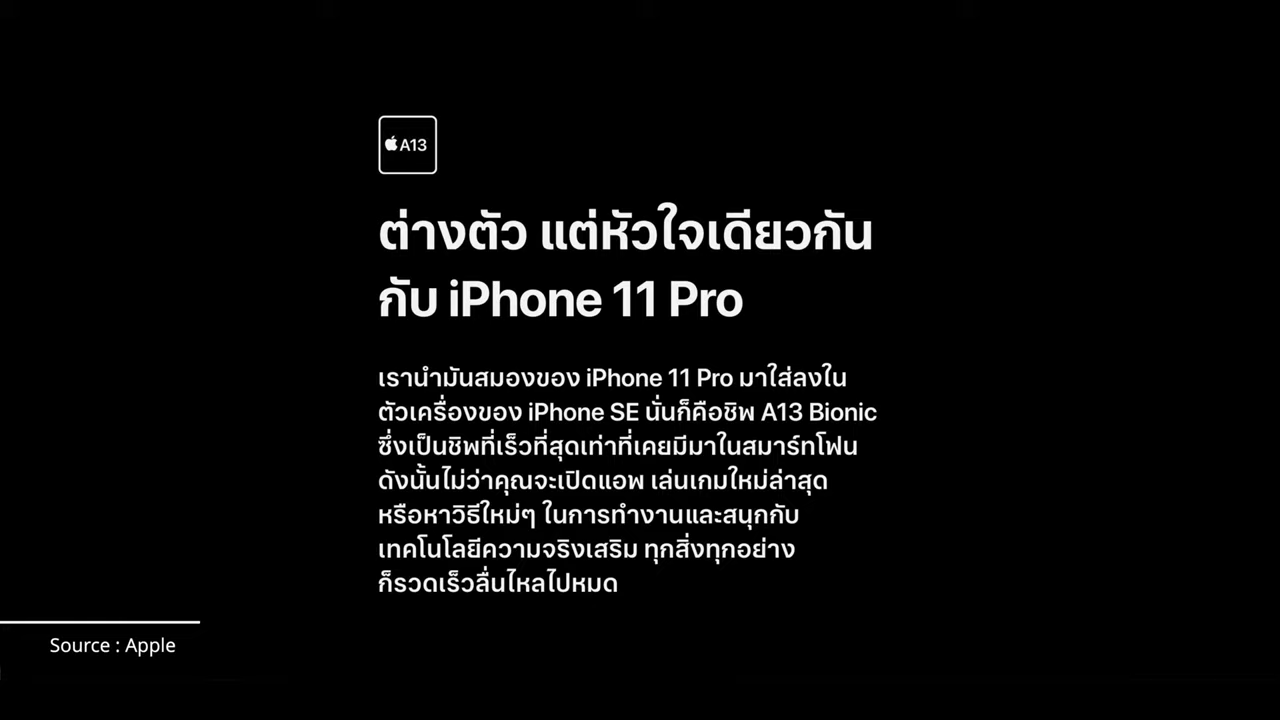 A13
ต่างตัว แต่หัวใจเดียวกัน
กับ iPhone 11 Pro
เรานำมันสมองของ iPhone 11 Pro มาใส่ลงใน
ตัวเครื่องของ iPhone SE นั่นก็คือชิพ A13 Bionic
ซึ่งเป็นชิพที่เร็วที่สุดเท่าที่เคยมีมาในสมาร์ทโฟน
ดังนั้นไม่ว่าคุณจะเปิดแอพ เล่นเกมใหม่ล่าสุด
หรือหาวิธีใหม่ๆ ในการทำงานและสนุกกับ
เทคโนโลยีความจริงเสริม ทุกสิ่งทุกอย่าง
ก็รวดเร็วลื่นไหลไปหมด
Source : Apple